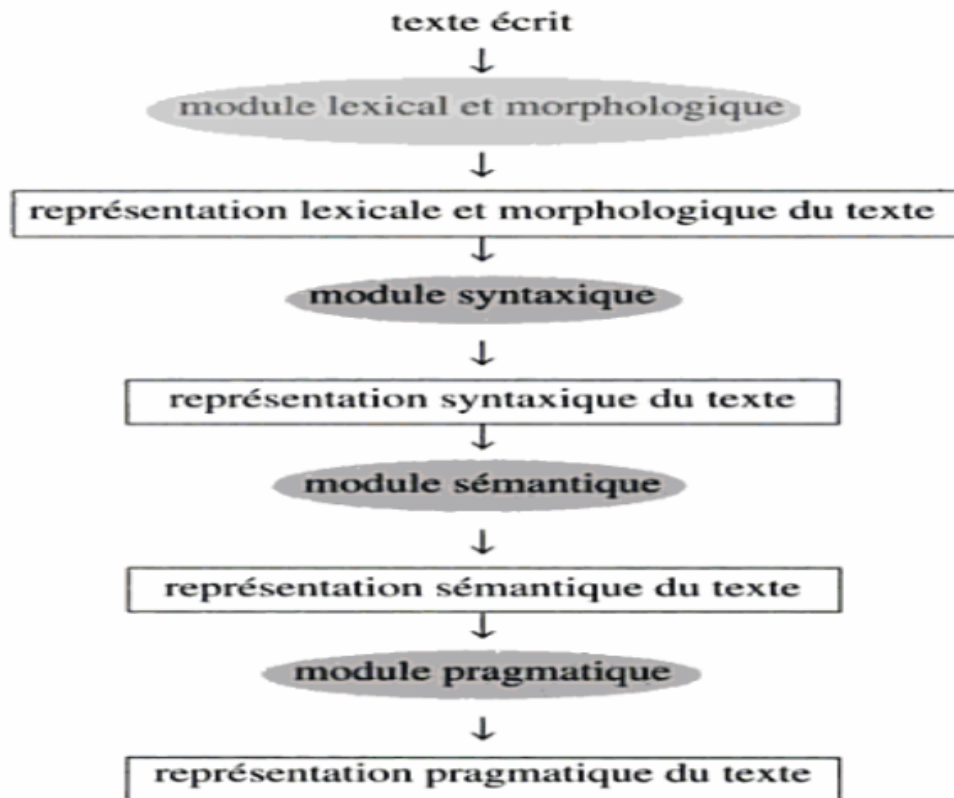 texte écrit
module lexical et morphologique
représentation lexicale et morphologique du texte
module syntaxique
représentation syntaxique du texte
module sémantique
représentation sémantique du texte
module pragmatique
représentation pragmatique du texte